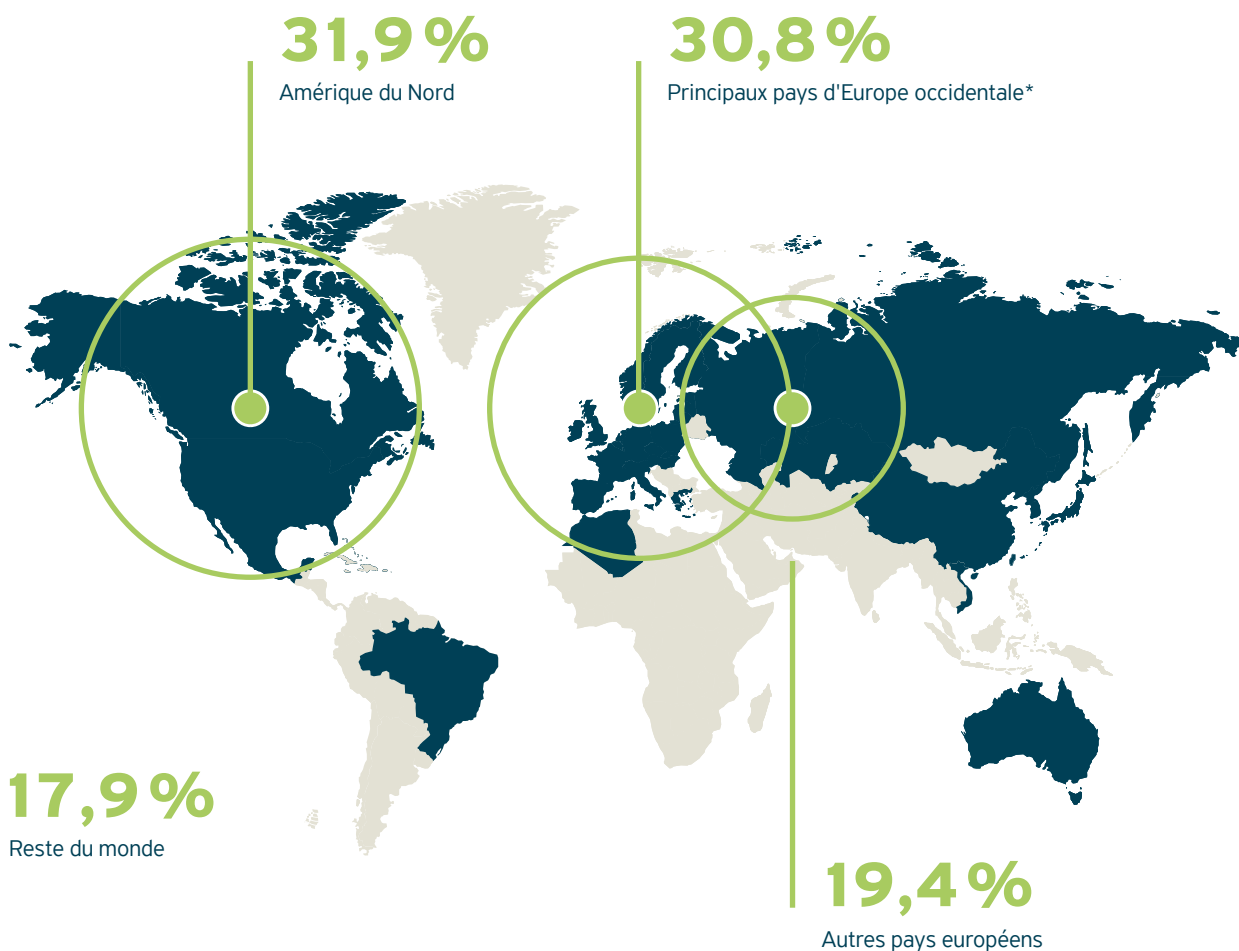 31,9 %
Amérique du Nord
30,8 %
Principaux pays d'Europe occidentale*
17,9 %
Reste du monde
19,4 %
Autres pays européens